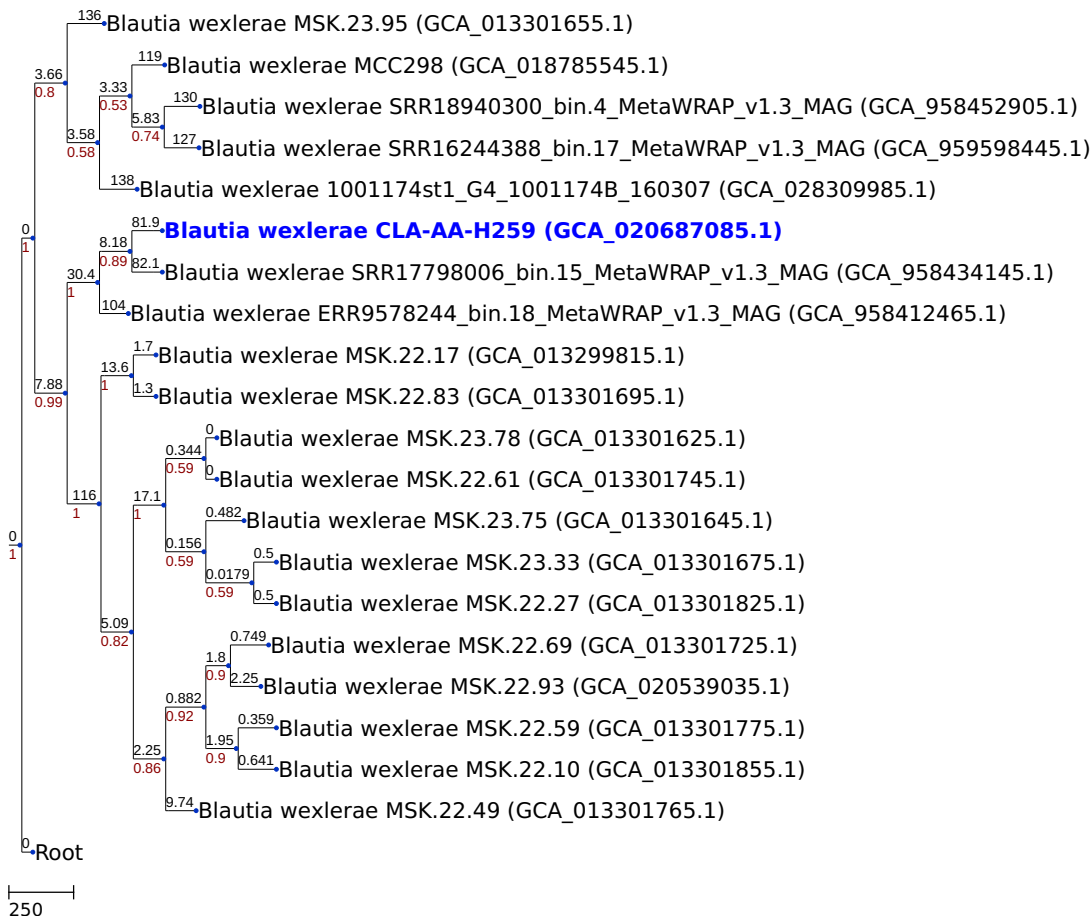 136 Blautia wexlerae MSK.23.95 (GCA_013301655.1)
3.66
0.8
119 Blautia wexlerae MCC298 (GCA_018785545.1)
3.33
0.53
130 Blautia wexlerae SRR18940300_bin.4_MetaWRAP_v1.3_MAG (GCA_958452905.1)
5.83
0.74
127 Blautia wexlerae SRR16244388_bin.17_MetaWRAP_v1.3_MAG (GCA_959598445.1)
3.58
0.58
138 Blautia wexlerae 1001174st1_G4_1001174B_160307 (GCA_028309985.1)
0
1
81.9 Blautia wexlerae CLA-AA-H259 (GCA_020687085.1)
8.18
0.89
82.1 Blautia wexlerae SRR17798006_bin.15_MetaWRAP_v1.3_MAG (GCA_958434145.1)
30.4
1
104 Blautia wexlerae ERR9578244_bin.18_MetaWRAP_v1.3_MAG (GCA_958412465.1)
1.7 Blautia wexlerae MSK.22.17 (GCA_013299815.1)
13.6
1
7.88
0.99
1.3 Blautia wexlerae MSK.22.83 (GCA_013301695.1)
0 Blautia wexlerae MSK.23.78 (GCA_013301625.1)
0.344
0.59
0 Blautia wexlerae MSK.22.61 (GCA_013301745.1)
116
1
17.1
1
0.482 Blautia wexlerae MSK.23.75 (GCA_013301645.1)
0
1
0.156
0.59
0.5 Blautia wexlerae MSK.23.33 (GCA_013301675.1)
0.0179
0.59
0.5 Blautia wexlerae MSK.22.27 (GCA_013301825.1)
5.09
0.82
0.749 Blautia wexlerae MSK.22.69 (GCA_013301725.1)
1.8
0.9
2.25 Blautia wexlerae MSK.22.93 (GCA_020539035.1)
0.882
0.92
0.359 Blautia wexlerae MSK.22.59 (GCA_013301775.1)
1.95
0.9
0.641 Blautia wexlerae MSK.22.10 (GCA_013301855.1)
2.25
0.86
9.74 Blautia wexlerae MSK.22.49 (GCA_013301765.1)
0 Root
250